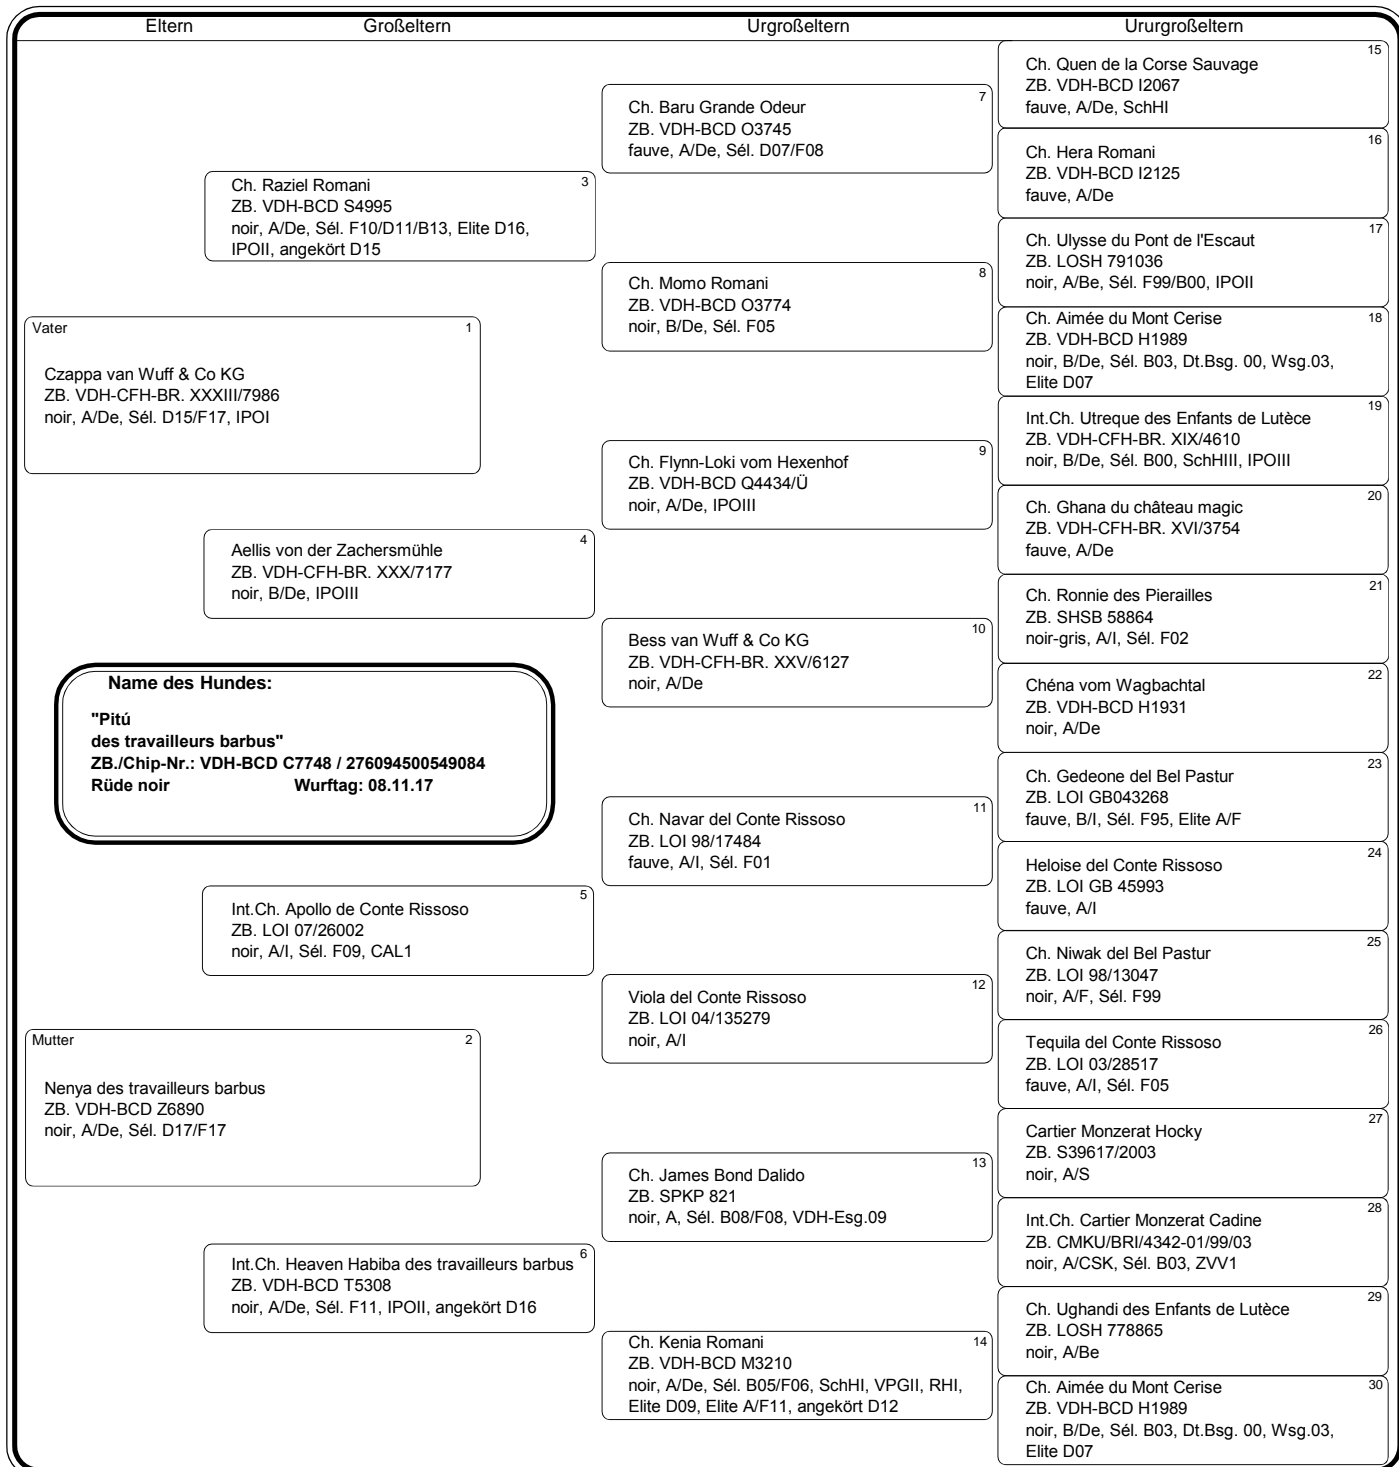 Eltern Großeltern Urgroßeltern Ururgroßeltern
Vater 1
Czappa van Wuff & Co KG
ZB. VDH-CFH-BR. XXXIII/7986
noir, A/De, Sél. D15/F17, IPOI
Mutter 2
Nenya des travailleurs barbus
ZB. VDH-BCD Z6890
noir, A/De, Sél. D17/F17
Name des Hundes:
"Pitú
des travailleurs barbus"
ZB./Chip-Nr.: VDH-BCD C7748 / 276094500549084
Rüde noir Wurftag: 08.11.17
3
Ch. Raziel Romani
ZB. VDH-BCD S4995
noir, A/De, Sél. F10/D11/B13, Elite D16,
IPOII, angekört D15
4
Aellis von der Zachersmühle
ZB. VDH-CFH-BR. XXX/7177
noir, B/De, IPOIII
5
Int.Ch. Apollo de Conte Rissoso
ZB. LOI 07/26002
noir, A/I, Sél. F09, CAL1
6
Int.Ch. Heaven Habiba des travailleurs barbus
ZB. VDH-BCD T5308
noir, A/De, Sél. F11, IPOII, angekört D16
7
Ch. Baru Grande Odeur
ZB. VDH-BCD O3745
fauve, A/De, Sél. D07/F08
8
Ch. Momo Romani
ZB. VDH-BCD O3774
noir, B/De, Sél. F05
9
Ch. Flynn-Loki vom Hexenhof
ZB. VDH-BCD Q4434/Ü
noir, A/De, IPOIII
10
Bess van Wuff & Co KG
ZB. VDH-CFH-BR. XXV/6127
noir, A/De
11
Ch. Navar del Conte Rissoso
ZB. LOI 98/17484
fauve, A/I, Sél. F01
12
Viola del Conte Rissoso
ZB. LOI 04/135279
noir, A/I
13
Ch. James Bond Dalido
ZB. SPKP 821
noir, A, Sél. B08/F08, VDH-Esg.09
14
Ch. Kenia Romani
ZB. VDH-BCD M3210
noir, A/De, Sél. B05/F06, SchHI, VPGII, RHI,
Elite D09, Elite A/F11, angekört D12
15
Ch. Quen de la Corse Sauvage
ZB. VDH-BCD I2067
fauve, A/De, SchHI
16
Ch. Hera Romani
ZB. VDH-BCD I2125
fauve, A/De
17
Ch. Ulysse du Pont de l'Escaut
ZB. LOSH 791036
noir, A/Be, Sél. F99/B00, IPOII
18
Ch. Aimée du Mont Cerise
ZB. VDH-BCD H1989
noir, B/De, Sél. B03, Dt.Bsg. 00, Wsg.03,
Elite D07
19
Int.Ch. Utreque des Enfants de Lutèce
ZB. VDH-CFH-BR. XIX/4610
noir, B/De, Sél. B00, SchHIII, IPOIII
20
Ch. Ghana du château magic
ZB. VDH-CFH-BR. XVI/3754
fauve, A/De
21
Ch. Ronnie des Pierailles
ZB. SHSB 58864
noir-gris, A/I, Sél. F02
22
Chéna vom Wagbachtal
ZB. VDH-BCD H1931
noir, A/De
23
Ch. Gedeone del Bel Pastur
ZB. LOI GB043268
fauve, B/I, Sél. F95, Elite A/F
24
Heloise del Conte Rissoso
ZB. LOI GB 45993
fauve, A/I
25
Ch. Niwak del Bel Pastur
ZB. LOI 98/13047
noir, A/F, Sél. F99
26
Tequila del Conte Rissoso
ZB. LOI 03/28517
fauve, A/I, Sél. F05
27
Cartier Monzerat Hocky
ZB. S39617/2003
noir, A/S
28
Int.Ch. Cartier Monzerat Cadine
ZB. CMKU/BRI/4342-01/99/03
noir, A/CSK, Sél. B03, ZVV1
29
Ch. Ughandi des Enfants de Lutèce
ZB. LOSH 778865
noir, A/Be
30
Ch. Aimée du Mont Cerise
ZB. VDH-BCD H1989
noir, B/De, Sél. B03, Dt.Bsg. 00, Wsg.03,
Elite D07